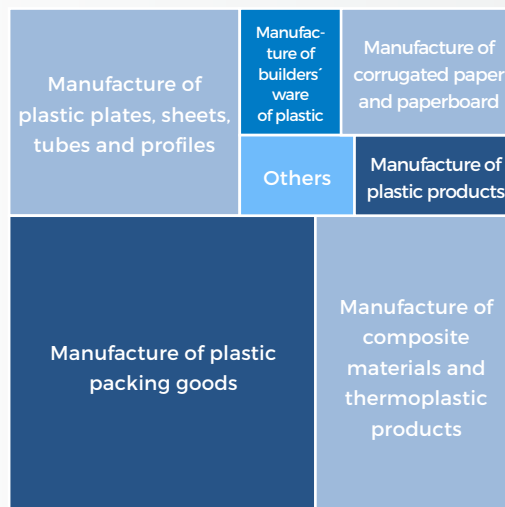 Manufacture of
plastic plates, sheets,
tubes and profiles
Manufac-
ture of
builders´
ware
of plastic
Manufacture of
corrugated paper
and paperboard
Others
Manufacture of
plastic products
Manufacture of plastic
packing goods
Manufacture of
composite
materials and
thermoplastic
products